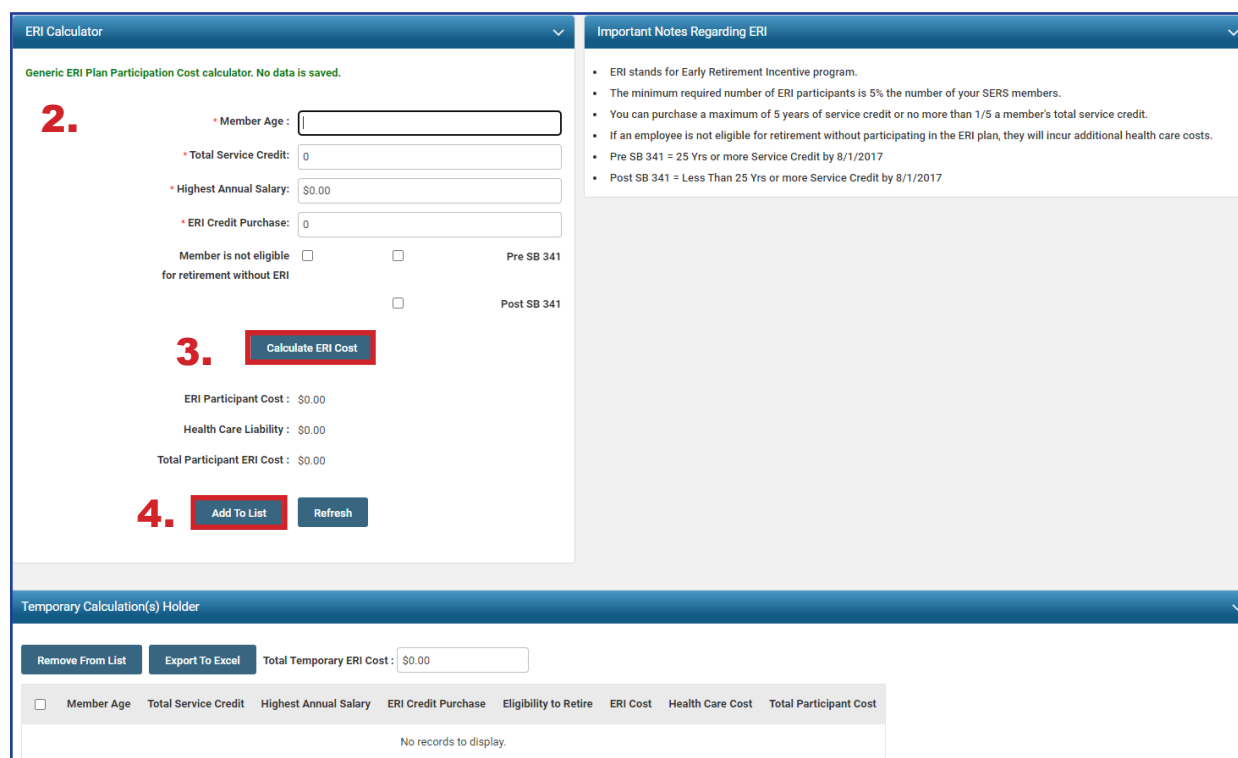 ERI Calculator
Generic ERI Plan Participation Cost calculator. No data is saved.
2.
* Member Age :
* Total Service Credit: 0
* Highest Annual Salary: $0.00
* ERI Credit Purchase: 0
Member is not eligible
for retirement without ERI
Pre SB 341
Post SB 341
3.
Calculate ERI Cost
ERI Participant Cost : $0.00
Health Care Liability : $0.00
Total Participant ERI Cost : $0.00
4.
Add To List Refresh
Important Notes Regarding ERI
• ERI stands for Early Retirement Incentive program.
• The minimum required number of ERI participants is 5% the number of your SERS members.
• You can purchase a maximum of 5 years of service credit or no more than 1/5 a member's total service credit.
• If an employee is not eligible for retirement without participating in the ERI plan, they will incur additional health care costs.
• Pre SB 341 = 25 Yrs or more Service Credit by 8/1/2017
• Post SB 341 = Less Than 25 Yrs or more Service Credit by 8/1/2017
Temporary Calculation(s) Holder
Remove From List Export To Excel Total Temporary ERI Cost : $0.00
Member Age Total Service Credit Highest Annual Salary ERI Credit Purchase Eligibility to Retire ERI Cost Health Care Cost Total Participant Cost
No records to display.